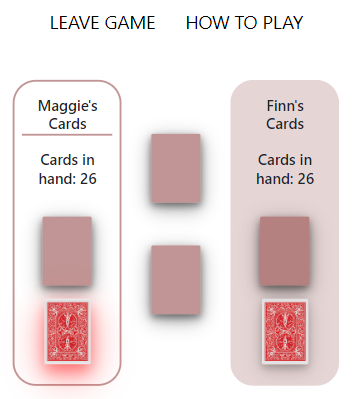 LEAVE GAME HOW TO PLAY
Maggie's
Cards
Cards in
hand: 26
Finn's
Cards
Cards in
hand: 26